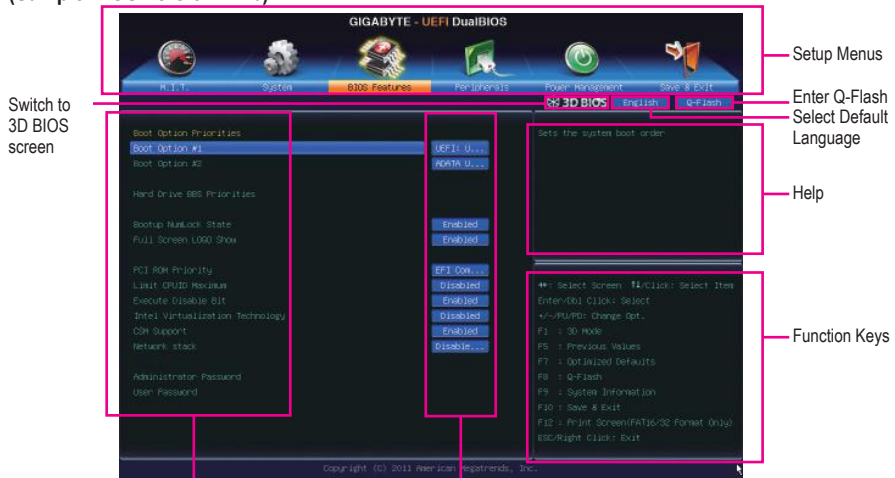 GIGABYTE - UEFI DualBIOS
M.I.T.
System
BIOS Features
Peripherals
Power Management
Save & Exit
Setup Menus
Switch to
3D BIOS
screen
3D BIOS
English
Q-Flash
Enter Q-Flash
Select Default
Language
Boot Option Priorities
Boot Option #1
UEFI: U...
Boot Option #2
ADATA U...
Hard Drive BBS Priorities
Bootup NumLock State
Enabled
Full Screen LOGO Show
Enabled
PCI ROM Priority
EFI Com...
Limit CPUID Maximum
Disabled
Execute Disable Bit
Enabled
Intel Virtualization Technology
Disabled
CSM Support
Enabled
Network stack
Disable...
Administrator Password
User Password
Sets the system boot order
Help
: Select Screen ↑↓/Click: Select Item
Enter/Dbl Click: Select
+/-/PU/PD: Change Opt.
F1 : 3D Mode
F5 : Previous Values
F7 : Optimized Defaults
F8 : Q-Flash
F9 : System Information
F10 : Save & Exit
F12 : Print Screen(FAT16/32 Format Only)
ESC/Right Click: Exit
Function Keys
Copyright (C) 2011 American Megatrends, Inc.